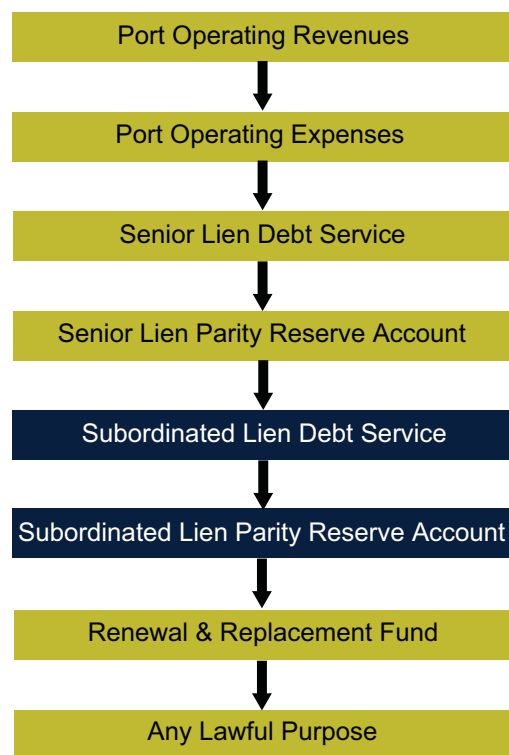 Port Operating Revenues
Port Operating Expenses
Senior Lien Debt Service
Senior Lien Parity Reserve Account
Subordinated Lien Debt Service
Subordinated Lien Parity Reserve Account
Renewal & Replacement Fund
Any Lawful Purpose